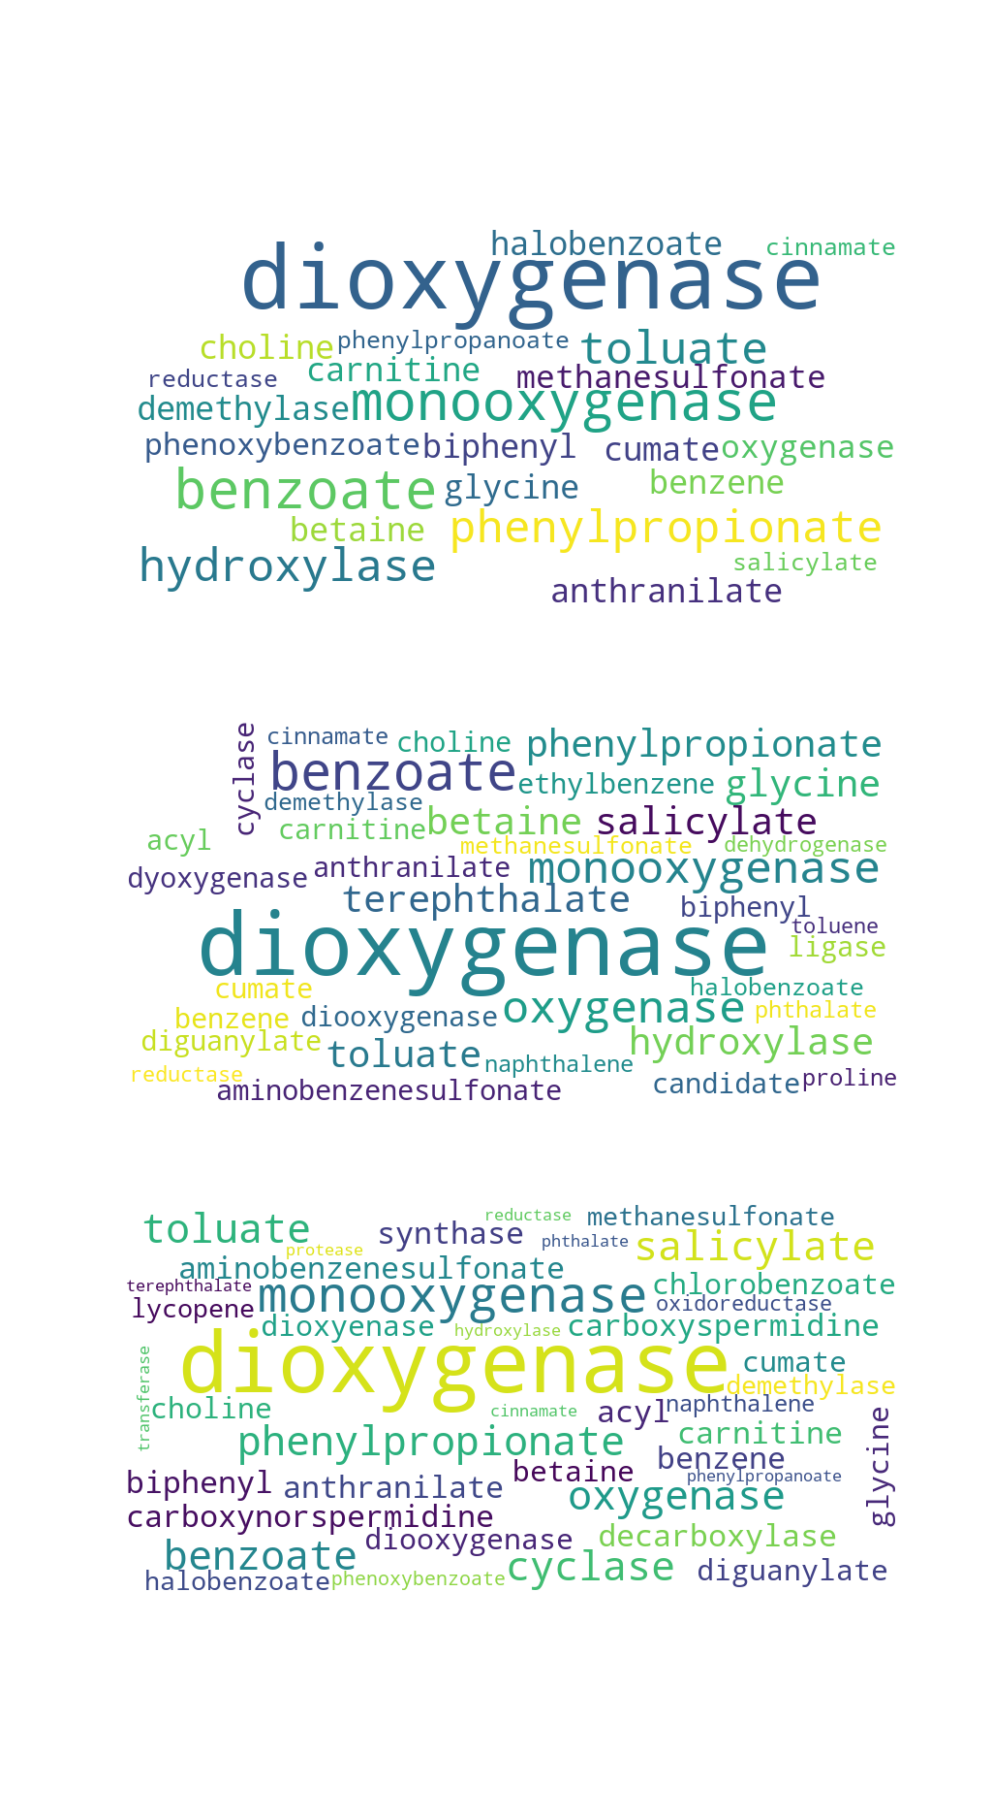 halobenzoate cinnamate
dioxygenase
choline phenylpropanoate toluate
reductase carnitine methanesulfonate
demethylase monooxygenase
phenoxybenzoate biphenyl cumate oxygenase
benzoate glycine benzene
betaine phenylpropionate
hydroxylase salicylate
anthranilate
cyclase cinnamate choline phenylpropionate
benzoate ethylbenzene glycine
demethylase
acyl carnitine betaine salicylate
methanesulfonate dehydrogenase
dyoxygenase anthranilate monooxygenase
terephthalate biphenyl
dioxygenase toluene
ligase
cumate halobenzoate
benzene diooxygenase oxygenase phthalate
diguanylate hydroxylase
toluate naphthalene
reductase candidate proline
aminobenzenesulfonate
toluate synthase reductase methanesulfonate
protease phthalate salicylate
aminobenzenesulfonate
terephthalate monooxygenase chlorobenzoate
lycopene oxidoreductase
dioxyenase hydroxylase carboxyspermidine
dioxygenase cumate
transferase demethylase
choline cinnamate acyl naphthalene
phenylpropionate carnitine
benzene glycine
biphenyl anthranilate betaine phenylpropanoate
oxygenase
carboxynorspermidine
diooxygenase decarboxylase
benzoate cyclase diguanylate
halobenzoate phenoxybenzoate